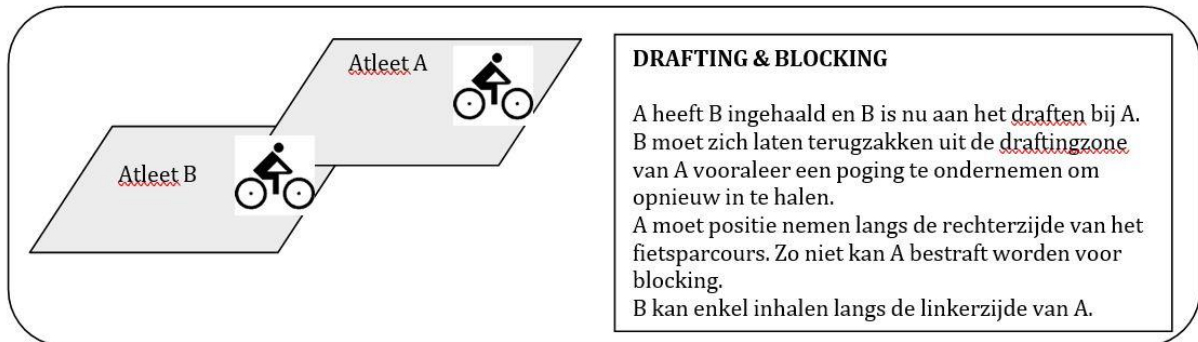 Atleet A
Atleet B
DRAFTING & BLOCKING
A heeft B ingehaald en B is nu aan het draften bij A.
B moet zich laten terugzakken uit de draftingzone
van A vooraleer een poging te ondernemen om
opnieuw in te halen.
A moet positie nemen langs de rechterzijde van het
fietsparcours. Zo niet kan A bestraft worden voor
blocking.
B kan enkel inhalen langs de linkerzijde van A.